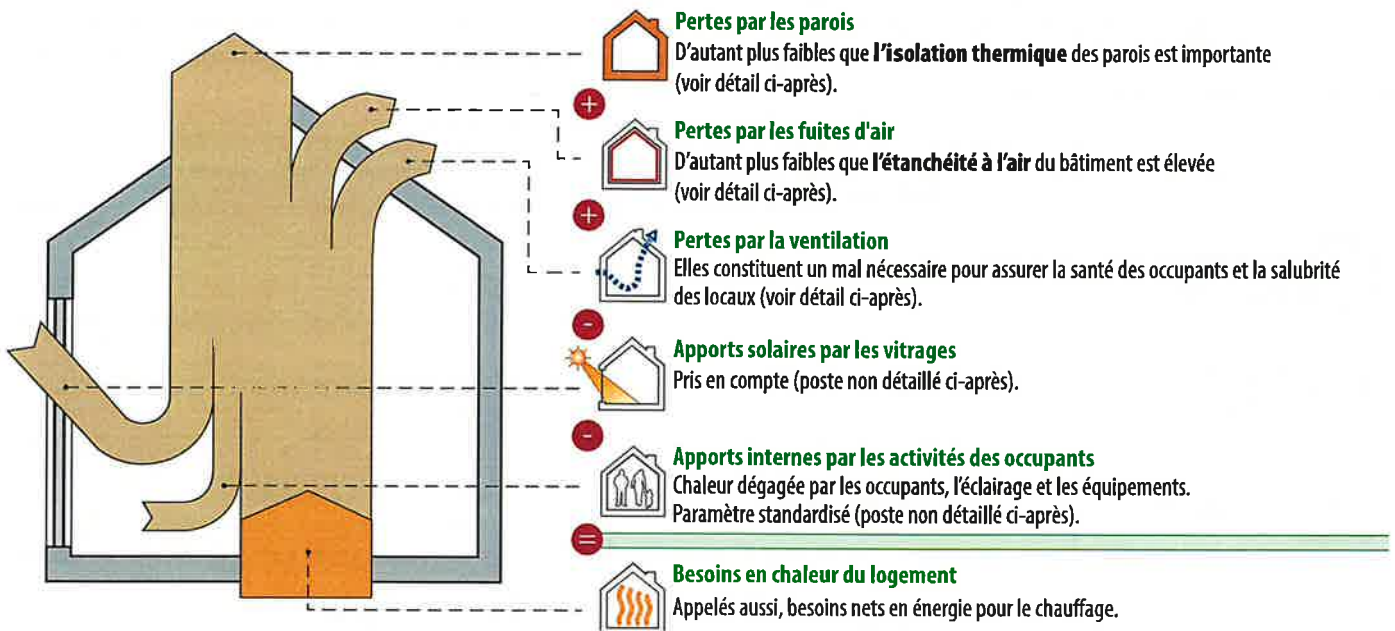 Pertes par les parois
D'autant plus faibles que l'isolation thermique des parois est importante
(voir détail ci-après).
+
Pertes par les fuites d'air
D'autant plus faibles que l'étanchéité à l'air du bâtiment est élevée
(voir détail ci-après).
+
Pertes par la ventilation
Elles constituent un mal nécessaire pour assurer la santé des occupants et la salubrité
des locaux (voir détail ci-après).
-
Apports solaires par les vitrages
Pris en compte (poste non détaillé ci-après).
-
Apports internes par les activités des occupants
Chaleur dégagée par les occupants, l'éclairage et les équipements.
Paramètre standardisé (poste non détaillé ci-après).
=
Besoins en chaleur du logement
Appelés aussi, besoins nets en énergie pour le chauffage.